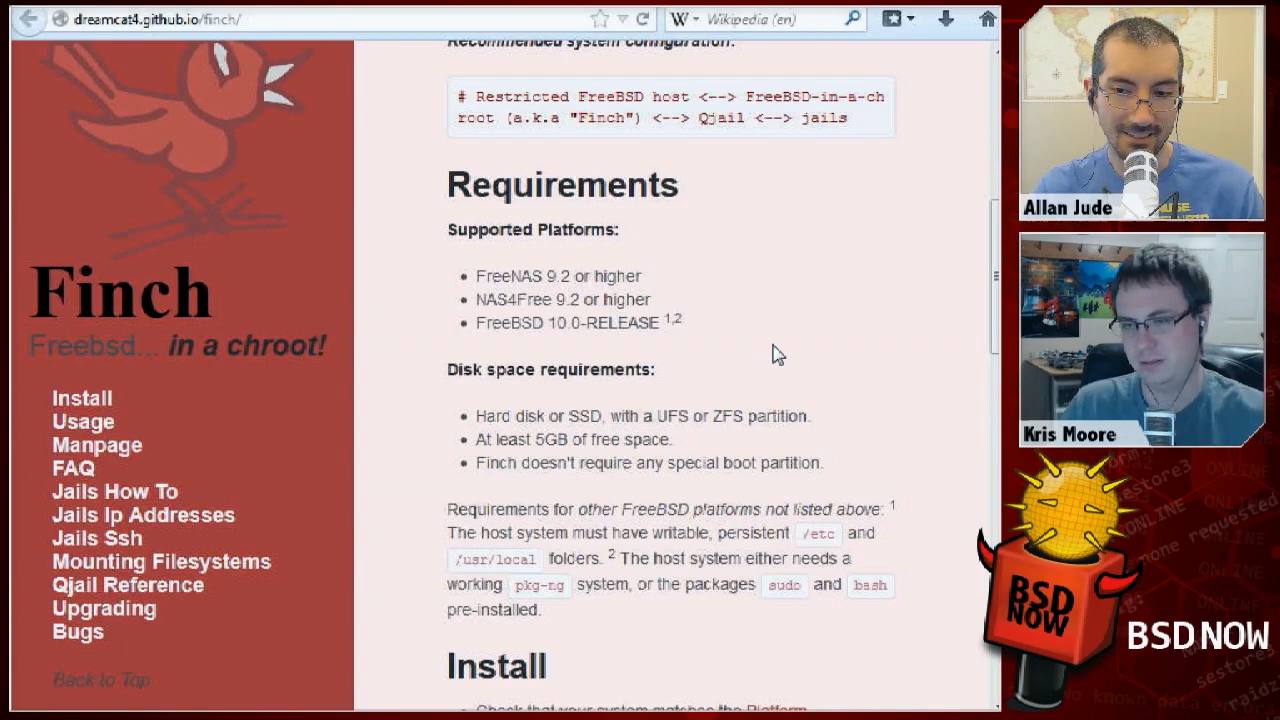 dreamcat4.github.io/finch/
Wikipedia (en)
Recommended system configuration:
# Restricted FreeBSD host <--> FreeBSD-in-a-ch
root (a.k.a "Finch") <--> Qjail <--> jails
Requirements
Supported Platforms:
FreeNAS 9.2 or higher
NAS4Free 9.2 or higher
FreeBSD 10.0-RELEASE 1,2
Disk space requirements:
Hard disk or SSD, with a UFS or ZFS partition.
At least 5GB of free space.
Finch doesn't require any special boot partition.
Requirements for other FreeBSD platforms not listed above: 1
The host system must have writable, persistent /etc and
/usr/local folders. 2 The host system either needs a
working pkg-ng system, or the packages sudo and bash
pre-installed.
Install
Check that your system matches the Platform
Finch
Freebsd... in a chroot!
Install
Usage
Manpage
FAQ
Jails How To
Jails Ip Addresses
Jails Ssh
Mounting Filesystems
Qjail Reference
Upgrading
Bugs
Back to Top
Allan Jude
Kris Moore
BSD
NOW
BSD NOW